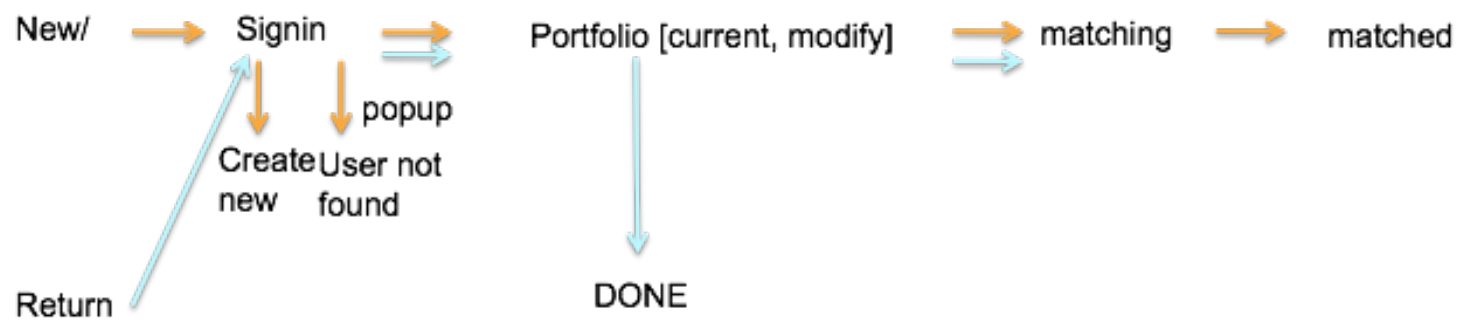 New/
Signin
Portfolio [current, modify]
matching
matched
popup
Create
new
User not
found
Return
DONE